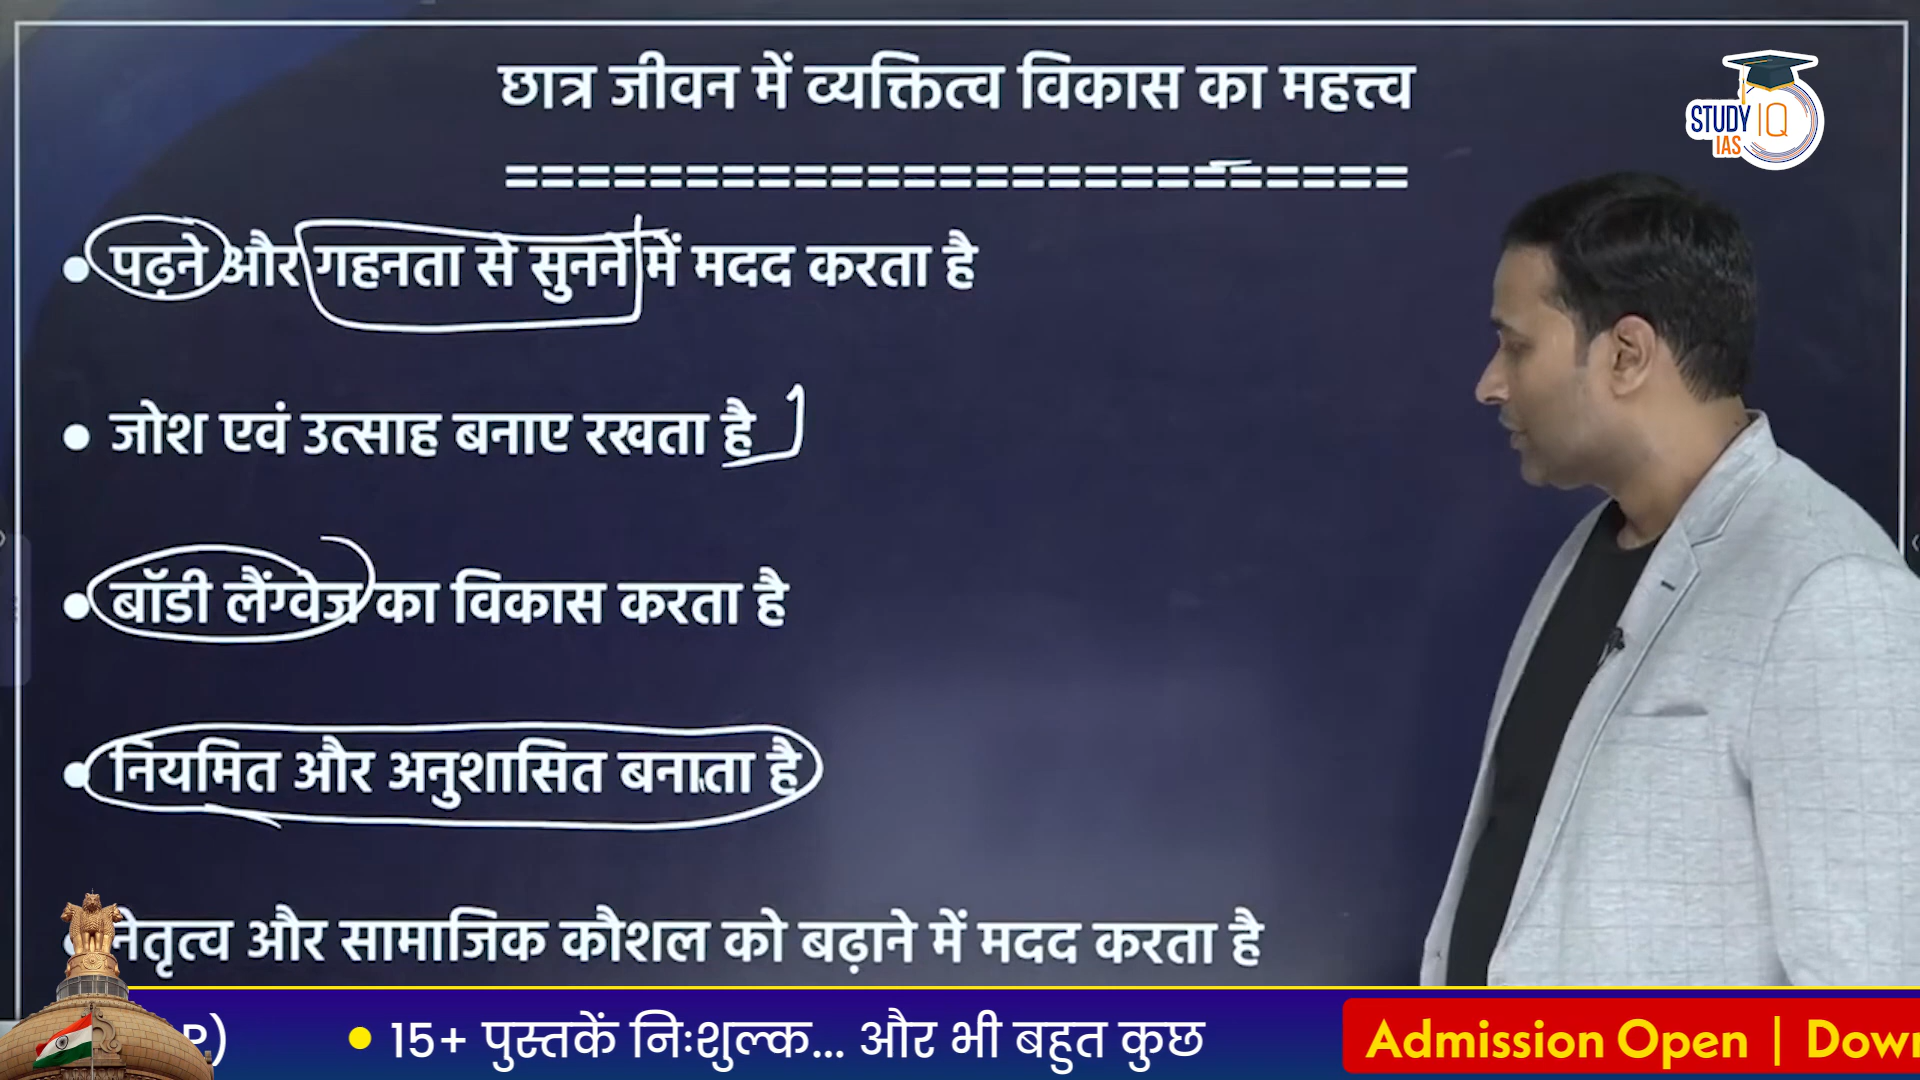 छात्र जीवन में व्यक्तित्व विकास का महत्त्व
=========================
STUDY IQ
IAS
• पढ़ने और गहनता से सुनने में मदद करता है
• जोश एवं उत्साह बनाए रखता है
• बॉडी लैंग्वेज का विकास करता है
• नियमित और अनुशासित बनाता है
नेतृत्व और सामाजिक कौशल को बढ़ाने में मदद करता है
P) • 15+ पुस्तकें निःशुल्क... और भी बहुत कुछ
Admission Open |